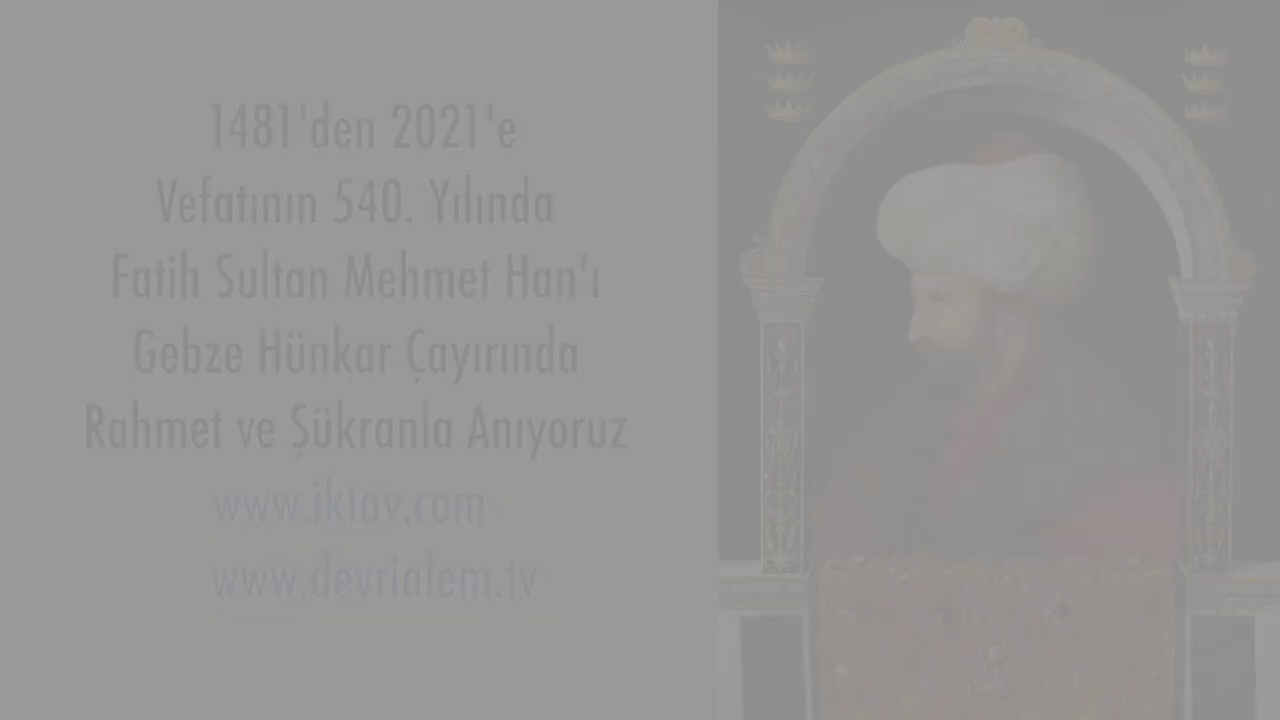 1481'den 2021'e
Vefatının 540. Yılında
Fatih Sultan Mehmet Han'ı
Gebze Hünkar Çayırında
Rahmet ve Şükranla Anıyoruz
www.iktav.com
www.devrialem.tv